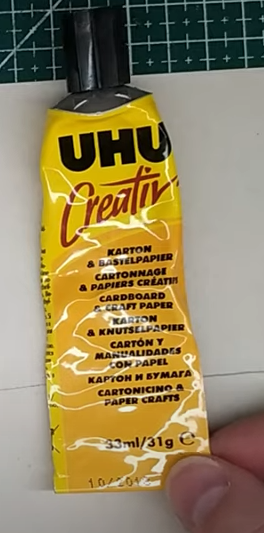 UHU
Creativ
KARTON
& BASTELPAPIER
CARTONNAGE
& PAPIERS CRÉATIFS
CARDBOARD
& CRAFT PAPER
KARTON
& KNUTSELPAPIER
CARTÓN Y
MANUALIDADES
CON PAPEL
КАРТОН И БУМАГА
CARTONCINO &
PAPER CRAFTS
33ml/31g ℮